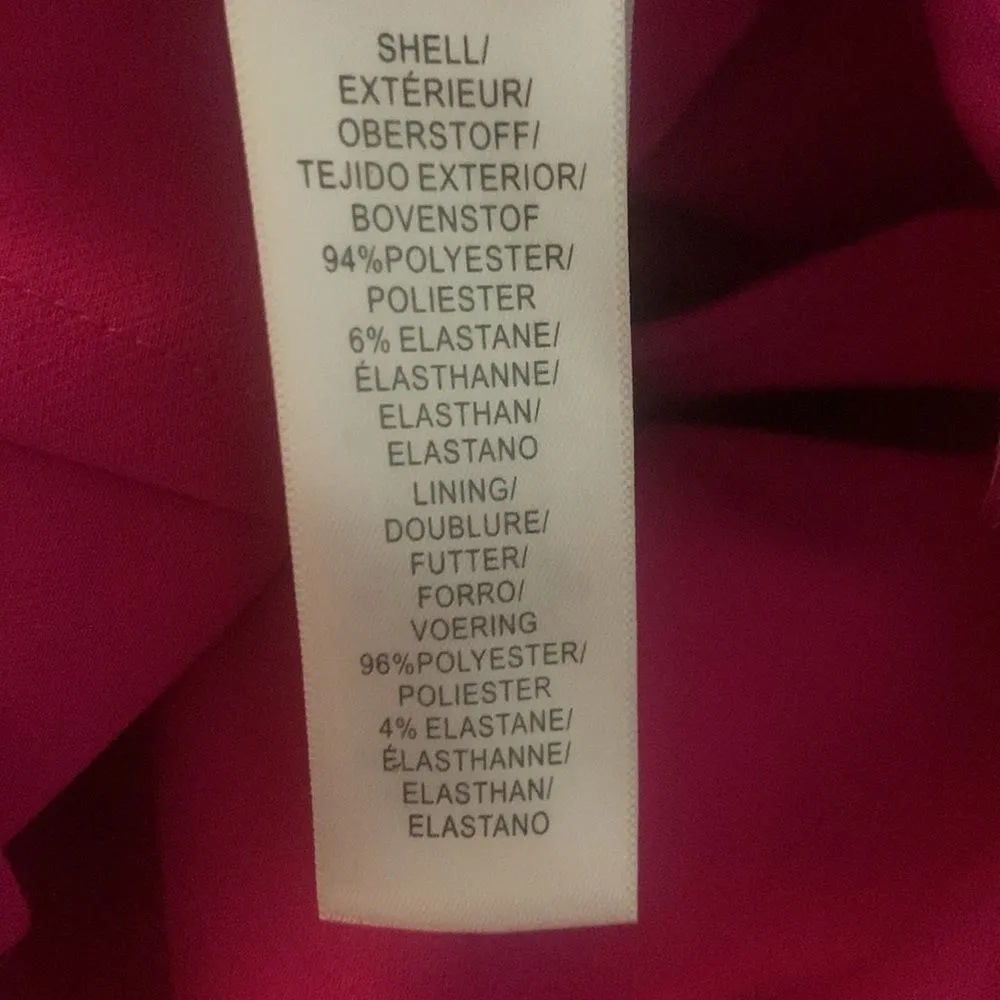 SHELL/
EXTÉRIEUR/
OBERSTOFF/
TEJIDO EXTERIOR/
BOVENSTOF
94%POLYESTER/
POLIESTER
6% ELASTANE/
ÉLASTHANNE/
ELASTHAN/
ELASTANO
LINING/
DOUBLURE/
FUTTER/
FORRO/
VOERING
96%POLYESTER/
POLIESTER
4% ELASTANE/
ÉLASTHANNE/
ELASTHAN/
ELASTANO